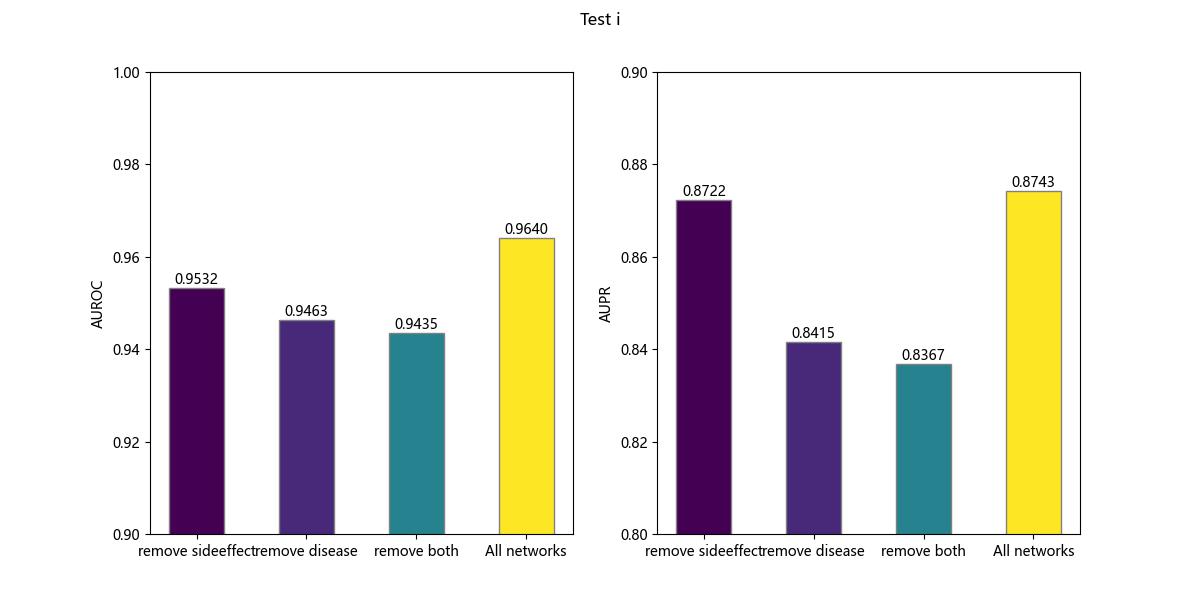 Test i
1.00
0.98
0.96
0.94
0.92
0.90
AUROC
0.9532
0.9463
0.9435
0.9640
remove sideeffect
remove disease
remove both
All networks
0.90
0.88
0.86
0.84
0.82
0.80
AUPR
0.8722
0.8415
0.8367
0.8743
remove sideeffect
remove disease
remove both
All networks